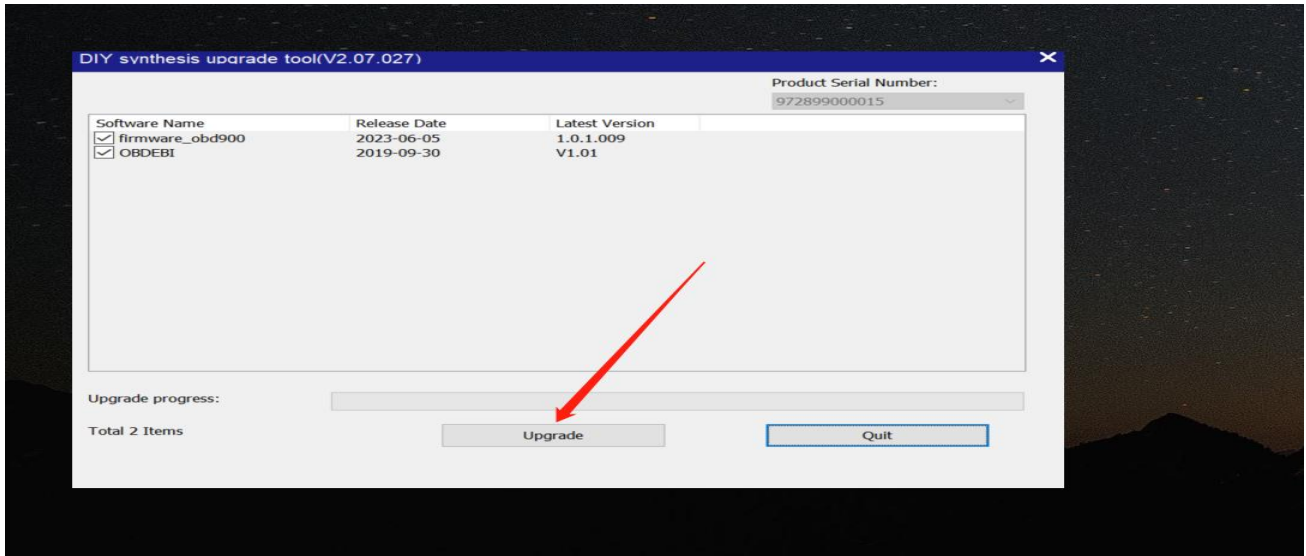 DIY synthesis upgrade tool(V2.07.027)
Product Serial Number:
972899000015
Software Name Release Date Latest Version
firmware_obd900 2023-06-05 1.0.1.009
OBDEBI 2019-09-30 V1.01
Upgrade progress:
Total 2 Items Upgrade Quit